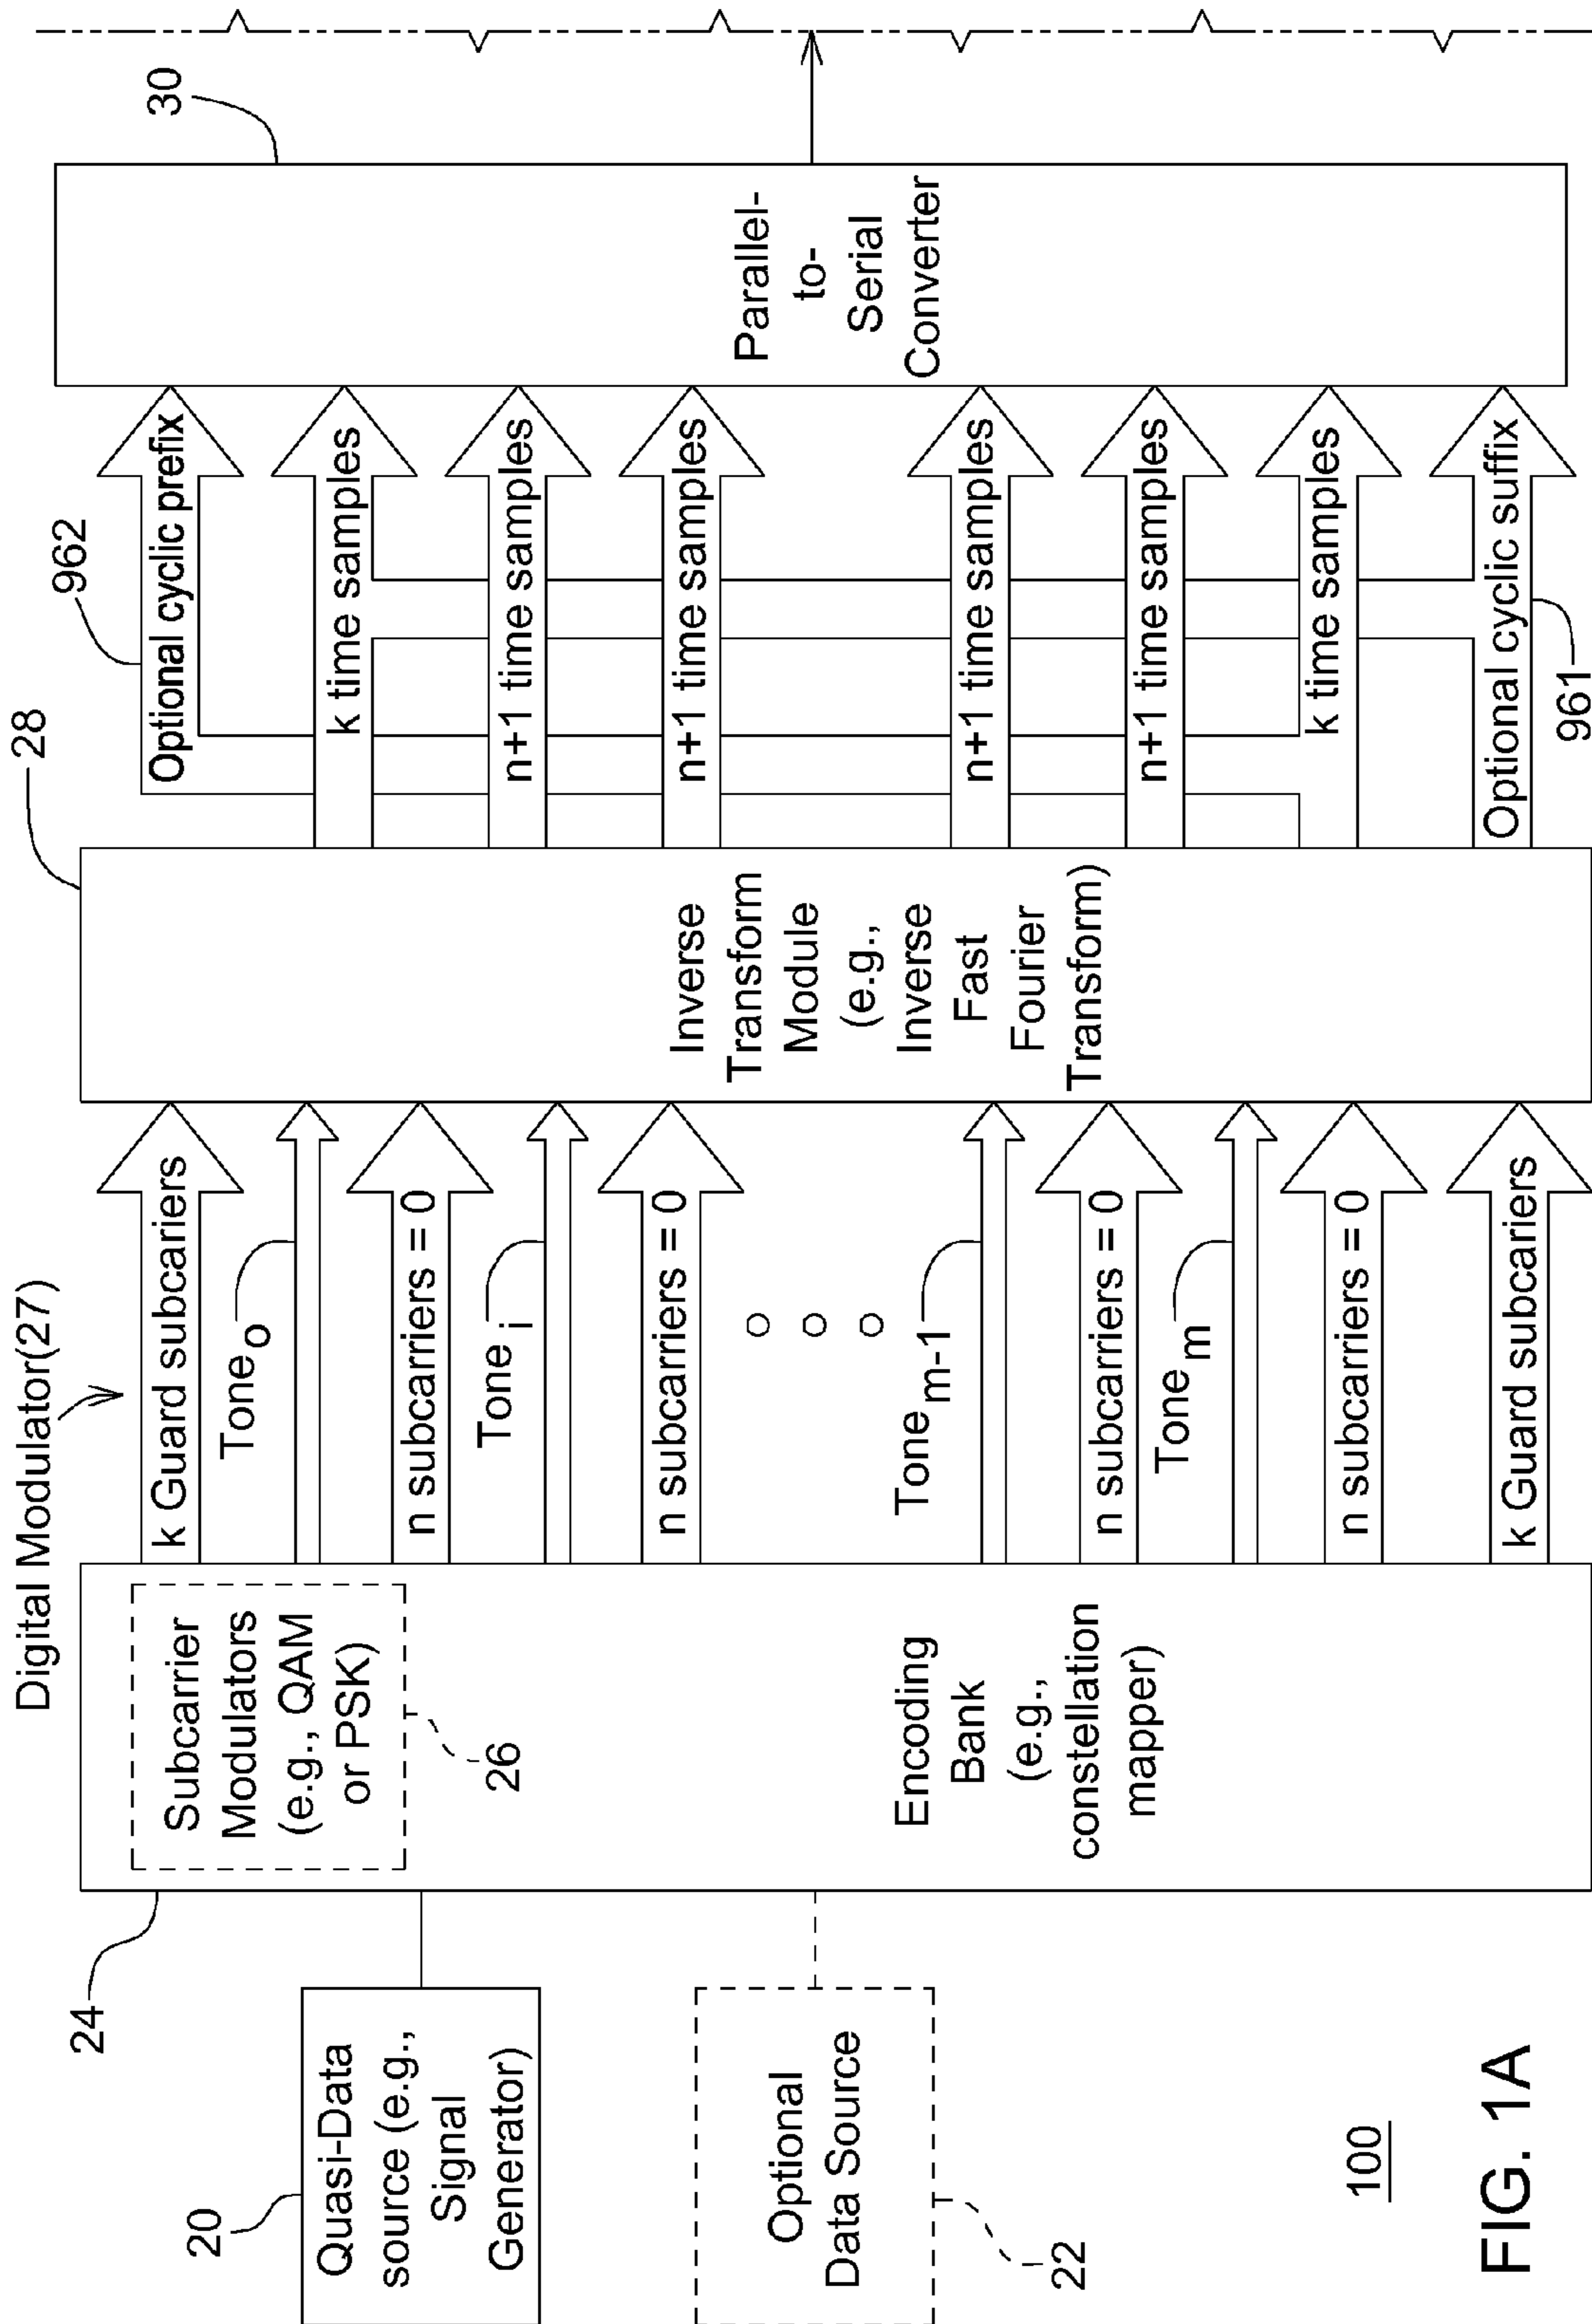 Digital Modulator(27)
24
20
Quasi-Data
source (e.g.,
Signal
Generator)
Optional
Data Source
22
Subcarrier
Modulators
(e.g., QAM
or PSK)
26
Encoding
Bank
(e.g.,
constellation
mapper)
k Guard subcariers
Tone o
n subcarriers = 0
Tone i
n subcarriers = 0
Tone m-1
n subcarriers = 0
Tone m
n subcarriers = 0
k Guard subcariers
28
Inverse
Transform
Module
(e.g.,
Inverse
Fast
Fourier
Transform)
962
Optional cyclic prefix
k time samples
n+1 time samples
n+1 time samples
n+1 time samples
n+1 time samples
k time samples
Optional cyclic suffix
961
30
Parallel-
to-
Serial
Converter
100
FIG. 1A